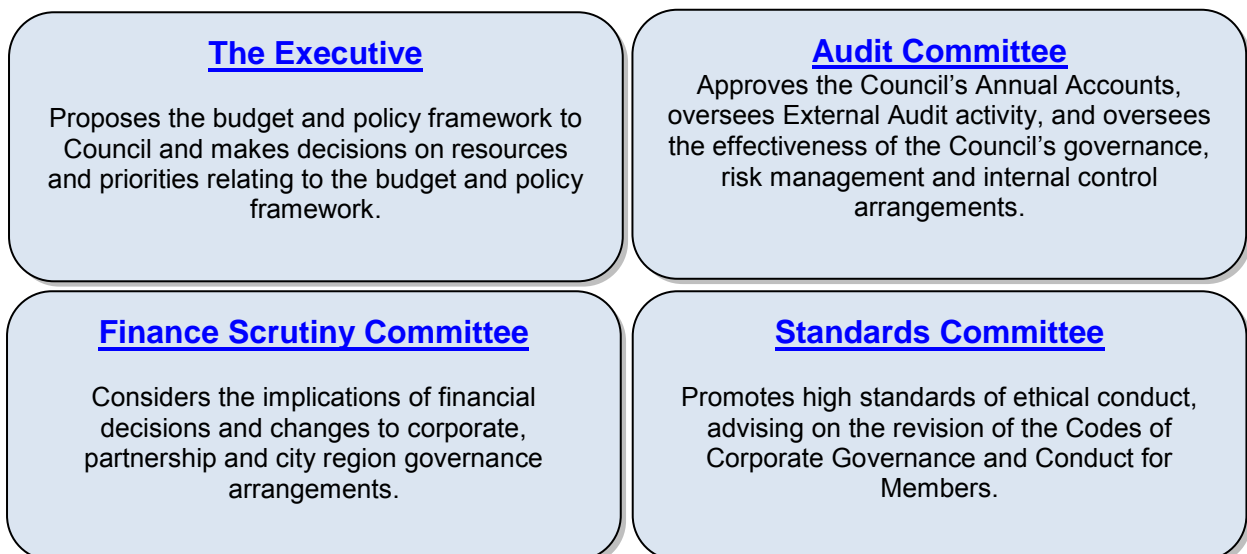 The Executive
Proposes the budget and policy framework to
Council and makes decisions on resources
and priorities relating to the budget and policy
framework.
Audit Committee
Approves the Council’s Annual Accounts,
oversees External Audit activity, and oversees
the effectiveness of the Council’s governance,
risk management and internal control
arrangements.
Finance Scrutiny Committee
Considers the implications of financial
decisions and changes to corporate,
partnership and city region governance
arrangements.
Standards Committee
Promotes high standards of ethical conduct,
advising on the revision of the Codes of
Corporate Governance and Conduct for
Members.